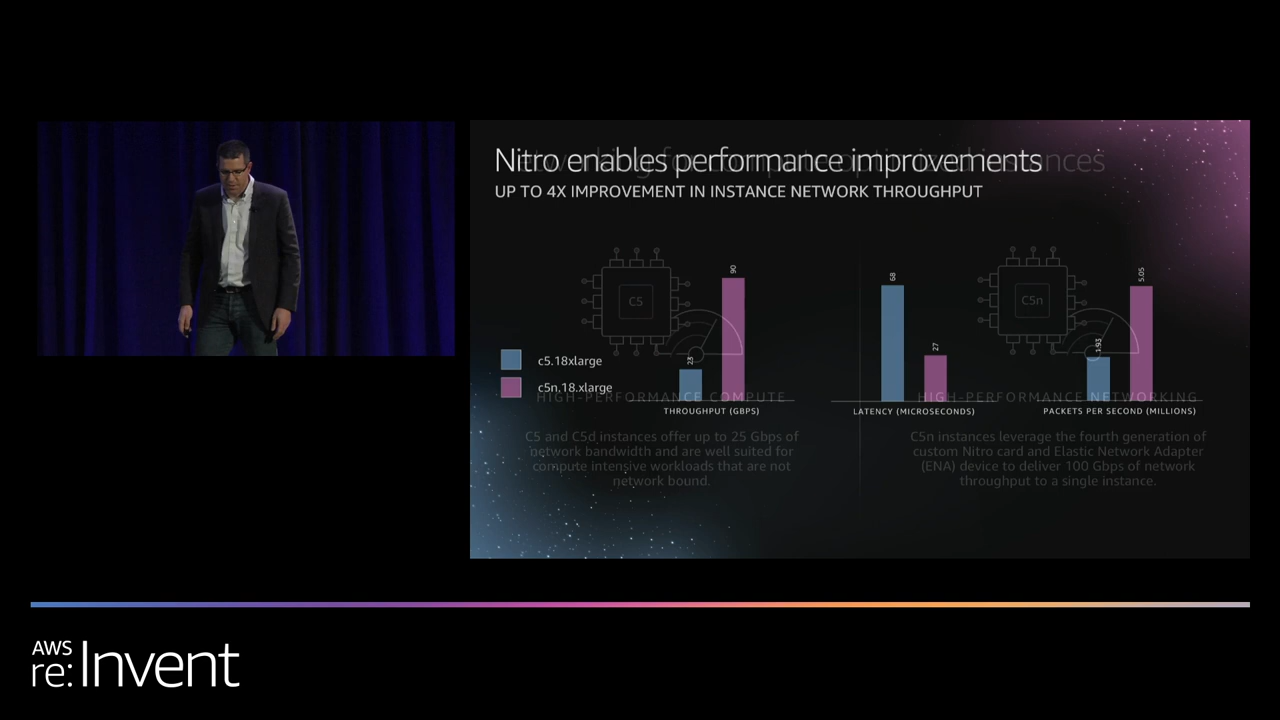 Nitro enables performance improvements
UP TO 4X IMPROVEMENT IN INSTANCE NETWORK THROUGHPUT
C5
C5n
c5.18xlarge
c5n.18.xlarge
23
90
68
27
1.93
5.05
THROUGHPUT (GBPS)
LATENCY (MICROSECONDS)
PACKETS PER SECOND (MILLIONS)
HIGH-PERFORMANCE COMPUTE
C5 and C5d instances offer up to 25 Gbps of
network bandwidth and are well suited for
compute intensive workloads that are not
network bound.
HIGH-PERFORMANCE NETWORKING
C5n instances leverage the fourth generation of
custom Nitro card and Elastic Network Adapter
(ENA) device to deliver 100 Gbps of network
throughput to a single instance.
AWS
re:Invent